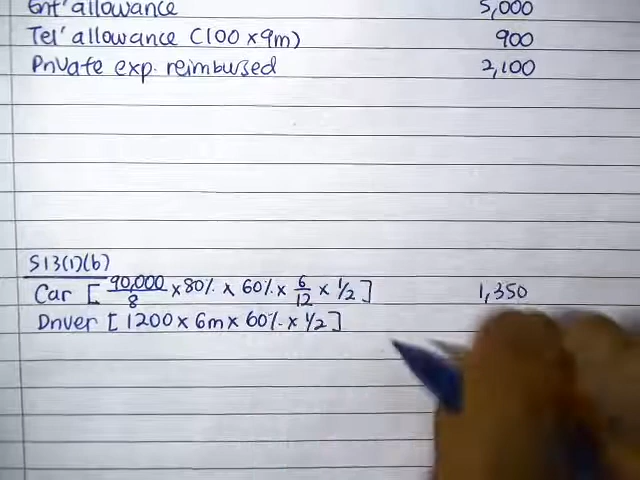 Ent' allowance 5,000
Tel' allowance (100 x 9m) 900
Private exp. reimbursed 2,100
S13(1)(b)
Car [ 90,000/8 x 80% x 60% x 6/12 x 1/2 ] 1,350
Driver [ 1200 x 6m x 60% x 1/2 ]